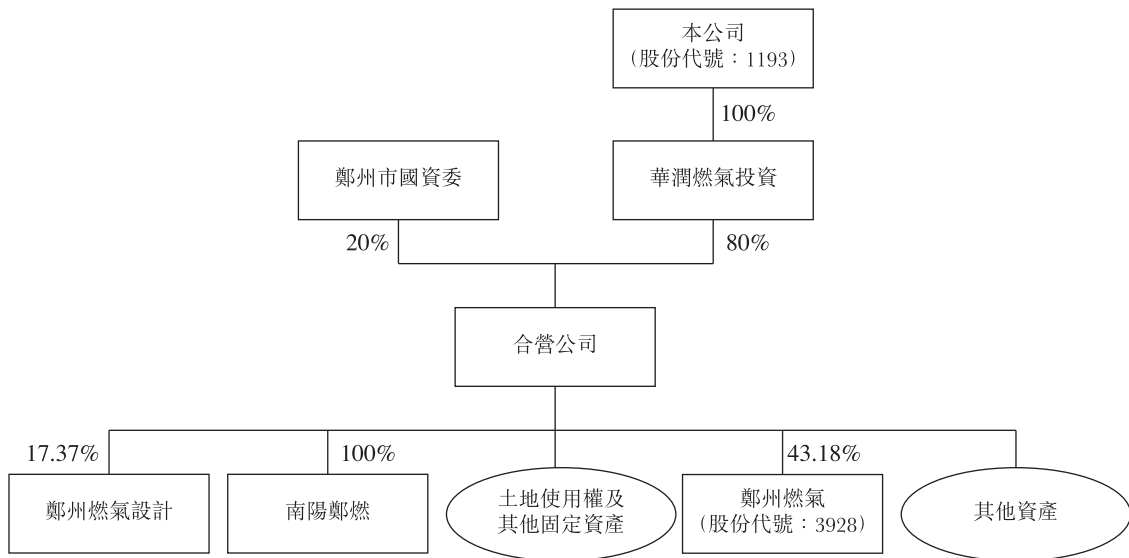 本公司
(股份代號：1193)
100%
鄭州市國資委
華潤燃氣投資
20%
80%
合營公司
17.37%
100%
43.18%
鄭州燃氣設計
南陽鄭燃
土地使用權及
其他固定資產
鄭州燃氣
(股份代號：3928)
其他資產